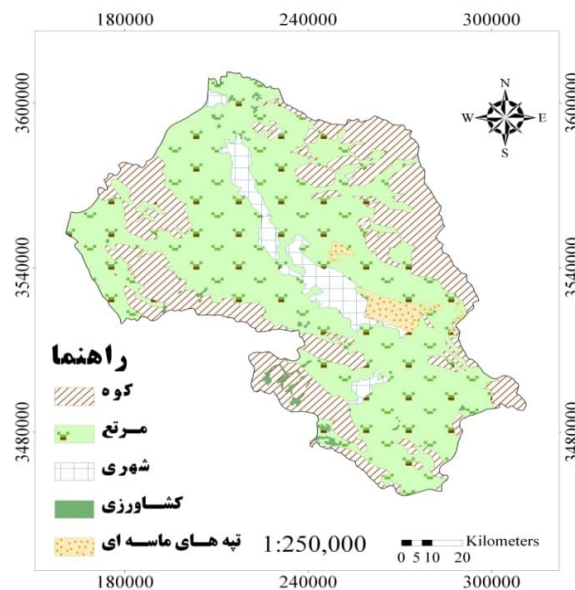 180000 240000 300000
3600000 3600000
N
W E
S
3540000 3540000
3480000 3480000
راهنما
کوه
مرتع
شهری
کشاورزی
تپه های ماسه ای
1:250,000
Kilometers
0 5 10 20
180000 240000 300000